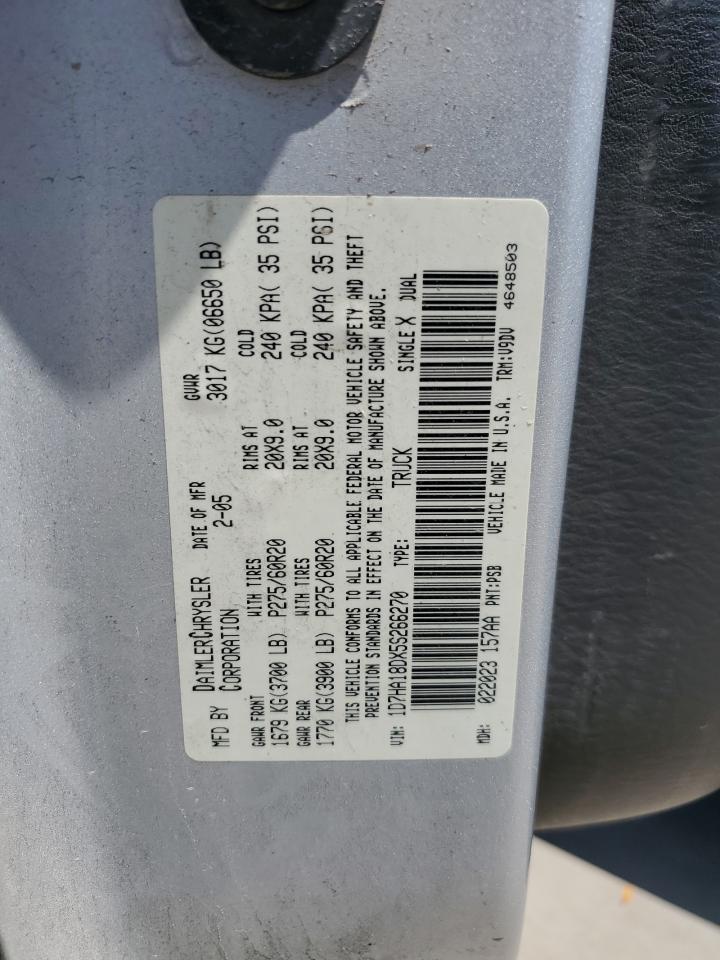 MFD BY DAIMLERCHRYSLER CORPORATION DATE OF MFR 2-05 GVWR 3017 KG(06650 LB)
GAWR FRONT WITH TIRES RIMS AT COLD
1679 KG(3700 LB) P275/60R20 20X9.0 240 KPA( 35 PSI)
GAWR REAR WITH TIRES RIMS AT COLD
1770 KG(3900 LB) P275/60R20 20X9.0 240 KPA( 35 PSI)
THIS VEHICLE CONFORMS TO ALL APPLICABLE FEDERAL MOTOR VEHICLE SAFETY AND THEFT
PREVENTION STANDARDS IN EFFECT ON THE DATE OF MANUFACTURE SHOWN ABOVE.
VIN: 1D7HA18DX5S266270 TYPE: TRUCK SINGLE X DUAL
MDH: 022023 157AA PNT:PSB VEHICLE MADE IN U.S.A. TRM:V9DV 4648503